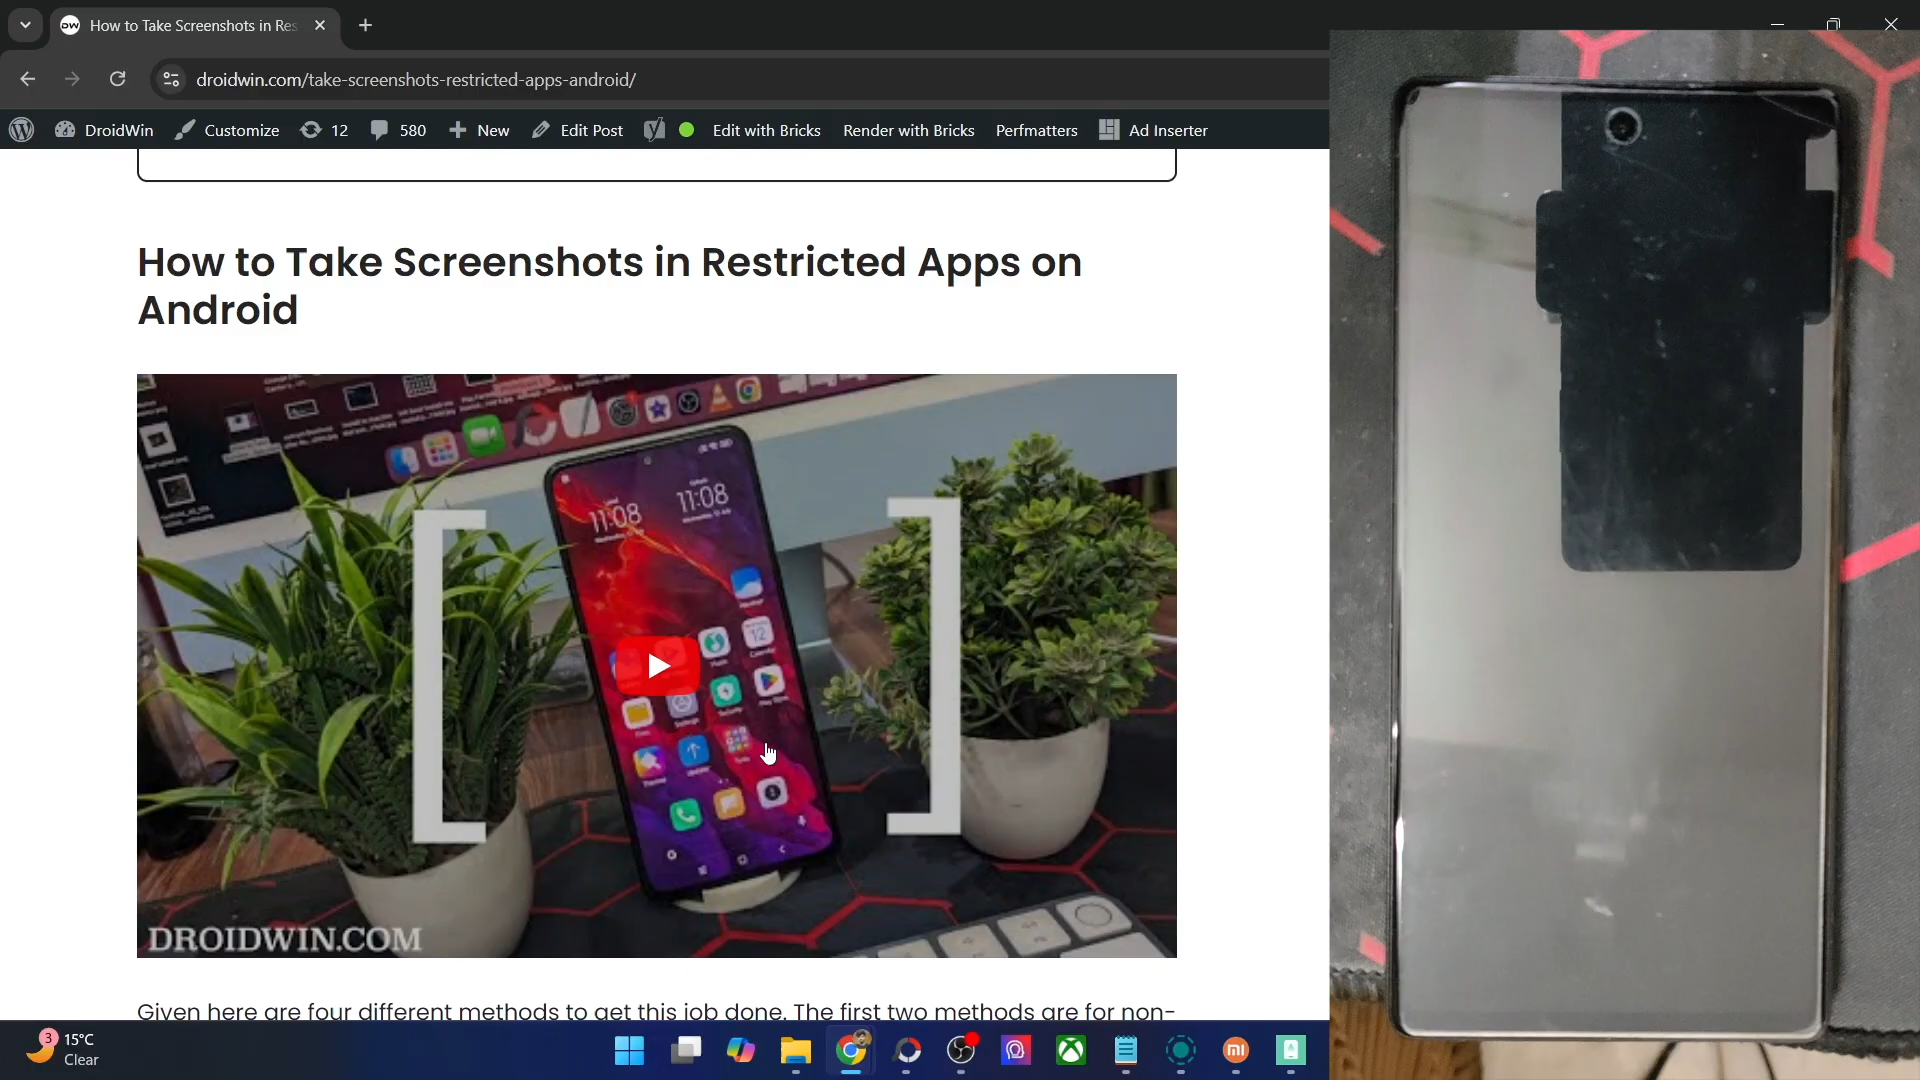 DW How to Take Screenshots in Res
droidwin.com/take-screenshots-restricted-apps-android/
DroidWin Customize 12 580 New Edit Post Edit with Bricks Render with Bricks Perfmatters Ad Inserter
How to Take Screenshots in Restricted Apps on
Android
11:08 11:08
DROIDWIN.COM
Given here are four different methods to get this job done. The first two methods are for non-
3 15°C
Clear
mi